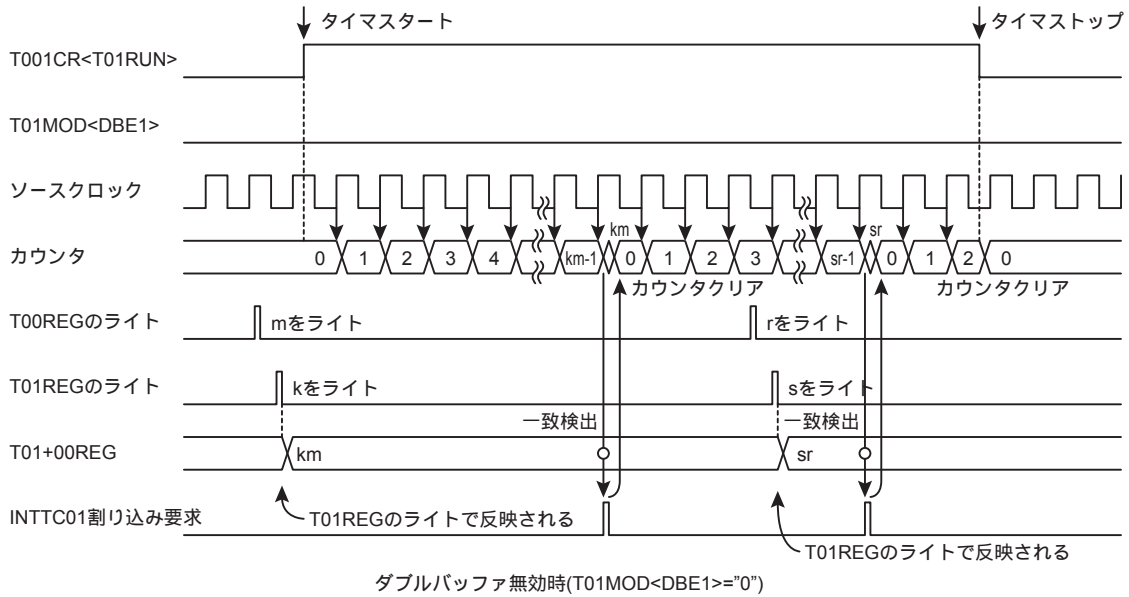 タイマスタート
タイマストップ
T001CR<T01RUN>
T01MOD<DBE1>
ソースクロック
カウンタ
0 1 2 3 4 km-1 km 0 1 2 3 sr-1 sr 0 1 2 0
カウンタクリア
カウンタクリア
T00REGのライト
mをライト
rをライト
T01REGのライト
kをライト
sをライト
一致検出
一致検出
T01+00REG
km
sr
INTTC01割り込み要求
T01REGのライトで反映される
T01REGのライトで反映される
ダブルバッファ無効時(T01MOD<DBE1>="0")